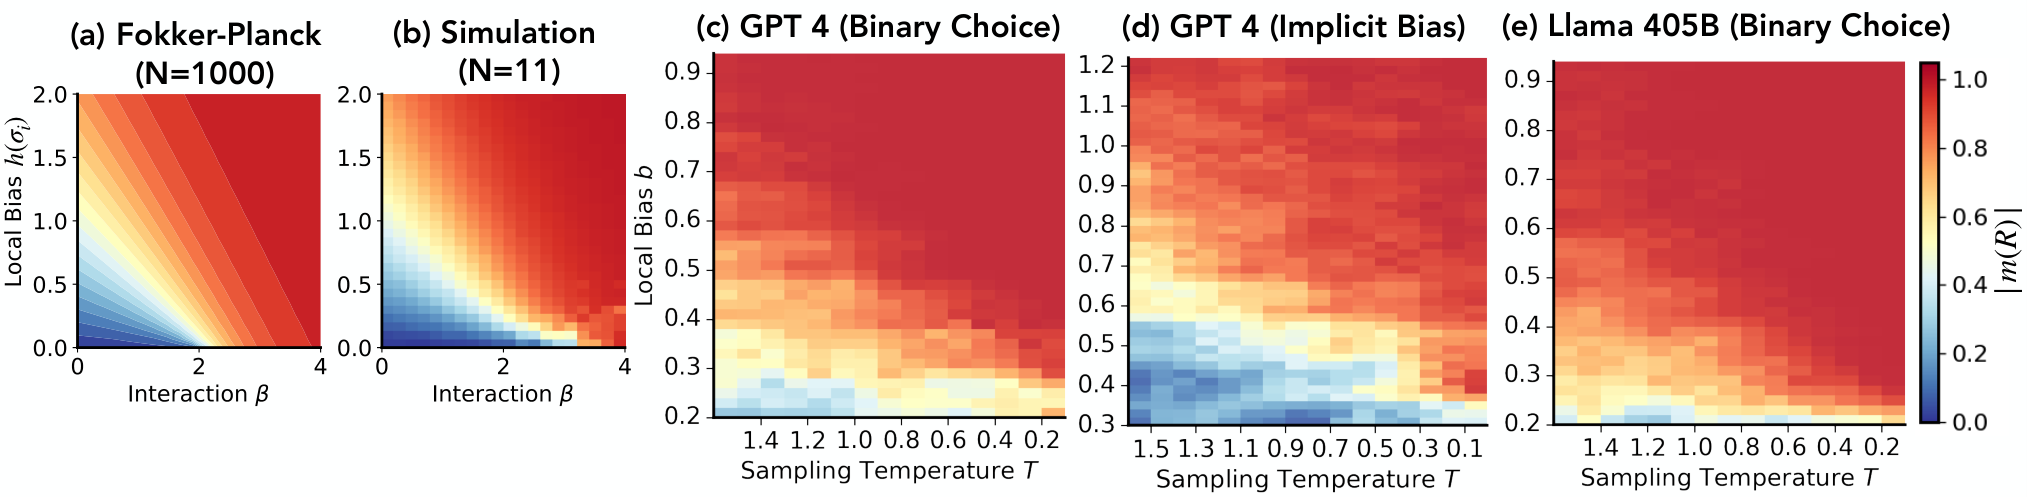 (a) Fokker-Planck
(N=1000)
2.0
1.5
1.0
0.5
0.0
0 2 4
Local Bias h(σᵢ)
Interaction β
(b) Simulation
(N=11)
2.0
1.5
1.0
0.5
0.0
0 2 4
Interaction β
(c) GPT 4 (Binary Choice)
0.9
0.8
0.7
0.6
0.5
0.4
0.3
0.2
Local Bias b
1.4 1.2 1.0 0.8 0.6 0.4 0.2
Sampling Temperature T
(d) GPT 4 (Implicit Bias)
1.2
1.1
1.0
0.9
0.8
0.7
0.6
0.5
0.4
0.3
1.5 1.3 1.1 0.9 0.7 0.5 0.3 0.1
Sampling Temperature T
(e) Llama 405B (Binary Choice)
0.9
0.8
0.7
0.6
0.5
0.4
0.3
0.2
1.4 1.2 1.0 0.8 0.6 0.4 0.2
Sampling Temperature T
1.0
0.8
0.6
0.4
0.2
0.0
|m(R)|